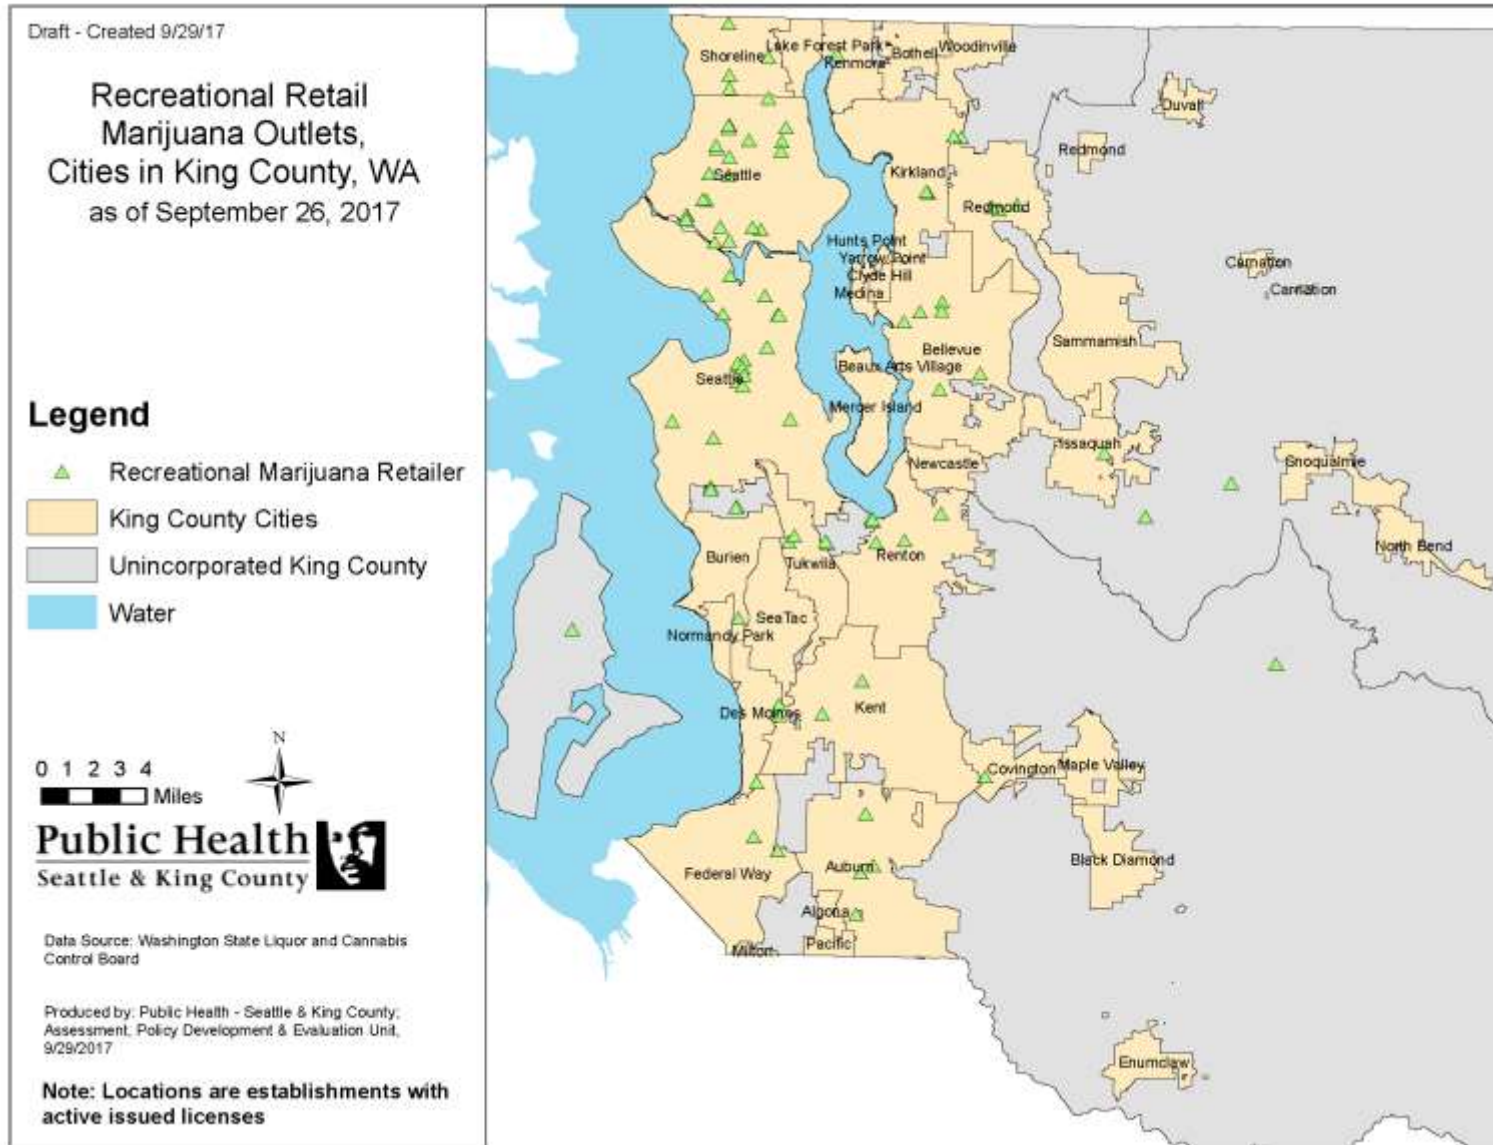 Draft - Created 9/29/17
Recreational Retail
Marijuana Outlets,
Cities in King County, WA
as of September 26, 2017
Legend
Recreational Marijuana Retailer
King County Cities
Unincorporated King County
Water
N
0 1 2 3 4
Miles
Public Health
Seattle & King County
Data Source: Washington State Liquor and Cannabis
Control Board
Produced by: Public Health - Seattle & King County;
Assessment, Policy Development & Evaluation Unit,
9/29/2017
Note: Locations are establishments with
active issued licenses
Shoreline
Lake Forest Park
Kenmore
Bothell
Woodinville
Duvall
Redmond
Kirkland
Seattle
Redmond
Hunts Point
Yarrow Point
Clyde Hill
Medina
Carnation
Carnation
Sammamish
Bellevue
Beaux Arts Village
Seattle
Mercer Island
Issaquah
Newcastle
Snoqualmie
North Bend
Burien
Tukwila
Renton
SeaTac
Normandy Park
Des Moines
Kent
Covington
Maple Valley
Black Diamond
Federal Way
Auburn
Algona
Pacific
Milton
Enumclaw